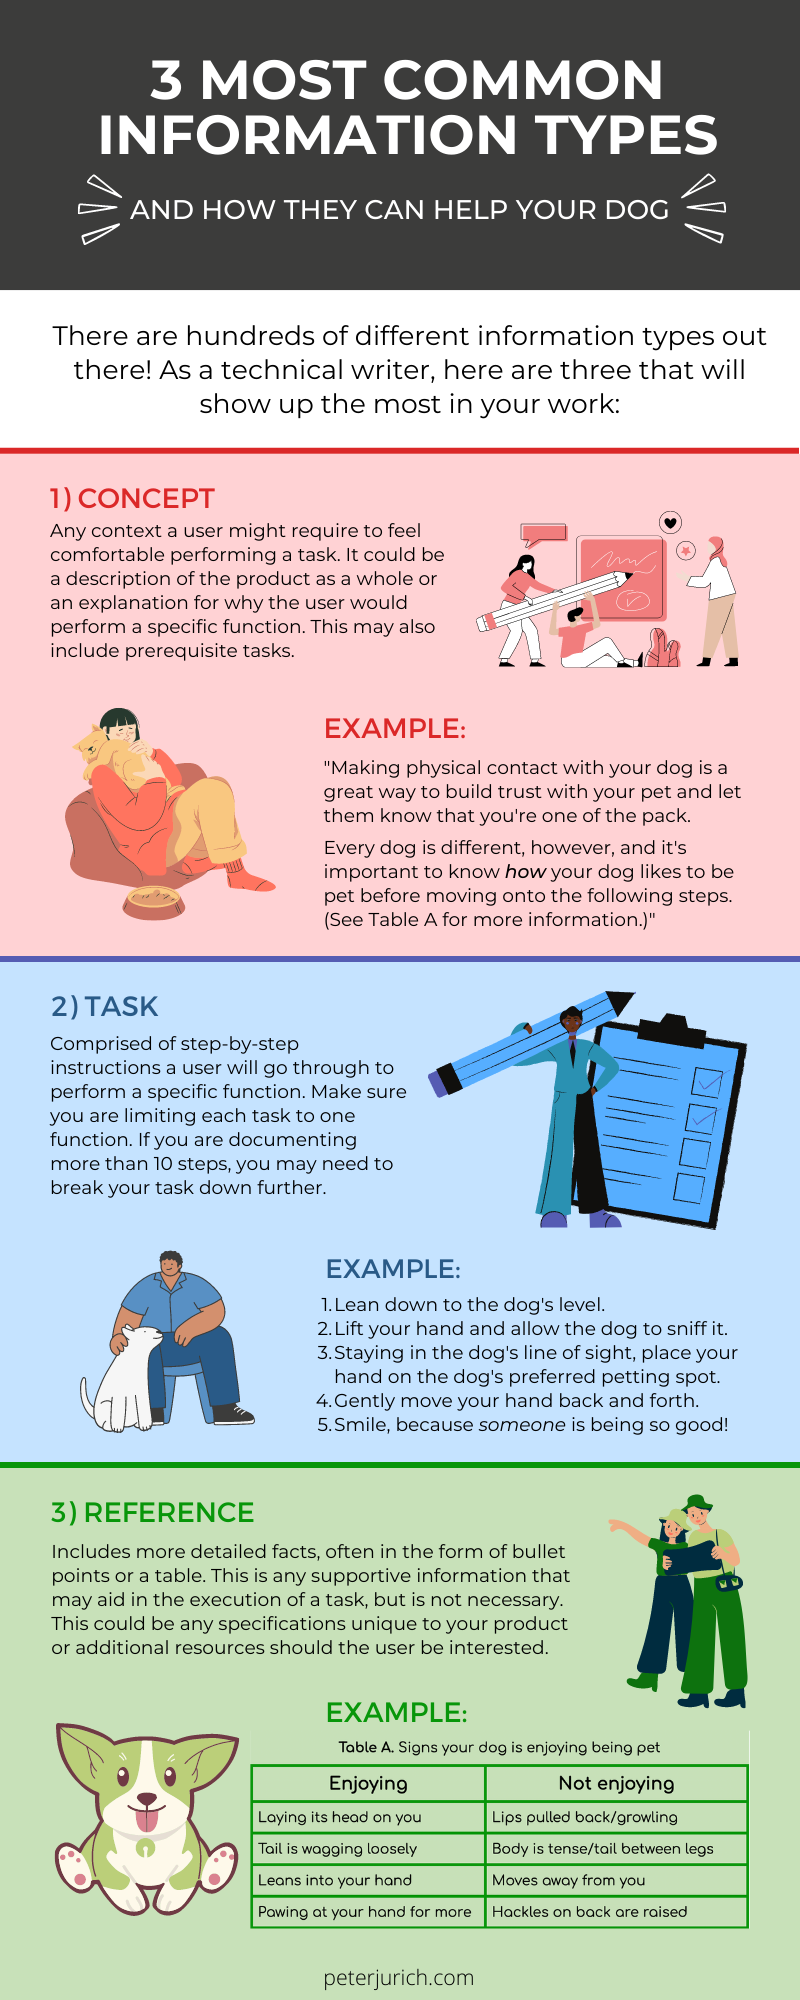 3 MOST COMMON
INFORMATION TYPES
AND HOW THEY CAN HELP YOUR DOG
There are hundreds of different information types out
there! As a technical writer, here are three that will
show up the most in your work:
1) CONCEPT
Any context a user might require to feel
comfortable performing a task. It could be
a description of the product as a whole or
an explanation for why the user would
perform a specific function. This may also
include prerequisite tasks.
EXAMPLE:
"Making physical contact with your dog is a
great way to build trust with your pet and let
them know that you're one of the pack.
Every dog is different, however, and it's
important to know how your dog likes to be
pet before moving onto the following steps.
(See Table A for more information.)"
2) TASK
Comprised of step-by-step
instructions a user will go through to
perform a specific function. Make sure
you are limiting each task to one
function. If you are documenting
more than 10 steps, you may need to
break your task down further.
EXAMPLE:
1. Lean down to the dog's level.
2. Lift your hand and allow the dog to sniff it.
3. Staying in the dog's line of sight, place your
hand on the dog's preferred petting spot.
4. Gently move your hand back and forth.
5. Smile, because someone is being so good!
3) REFERENCE
Includes more detailed facts, often in the form of bullet
points or a table. This is any supportive information that
may aid in the execution of a task, but is not necessary.
This could be any specifications unique to your product
or additional resources should the user be interested.
EXAMPLE:
Table A. Signs your dog is enjoying being pet
Enjoying Not enjoying
Laying its head on you Lips pulled back/growling
Tail is wagging loosely Body is tense/tail between legs
Leans into your hand Moves away from you
Pawing at your hand for more Hackles on back are raised
peterjurich.com